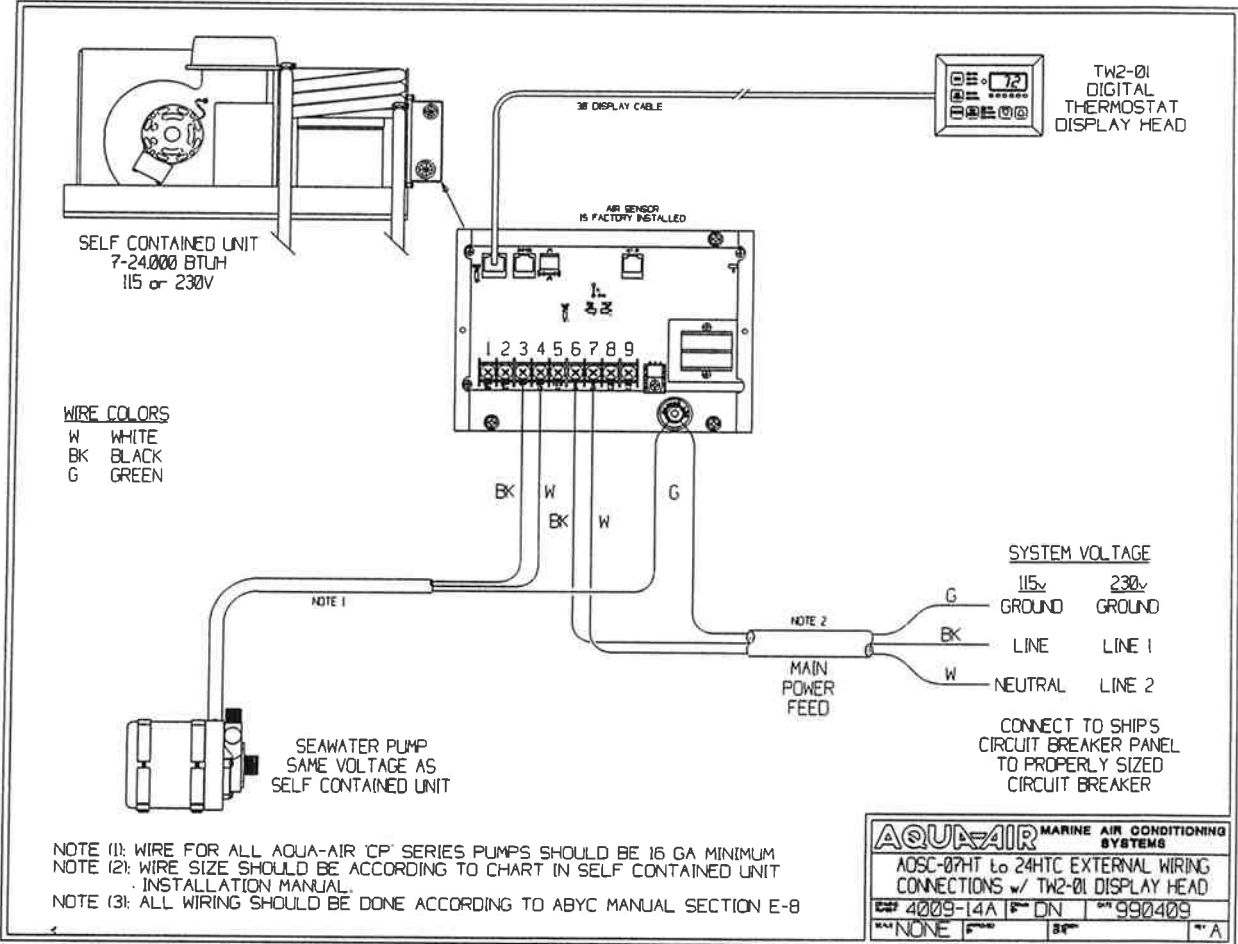 38 DISPLAY CABLE
72
TW2-01
DIGITAL
THERMOSTAT
DISPLAY HEAD
AIR SENSOR
IS FACTORY INSTALLED
SELF CONTAINED UNIT
7-24,000 BTUH
115 or 230V
1 2 3 4 5 6 7 8 9
WIRE COLORS
W WHITE
BK BLACK
G GREEN
BK W
BK W
G
NOTE 1
NOTE 2
MAIN
POWER
FEED
SYSTEM VOLTAGE
115v 230v
G GROUND GROUND
BK LINE LINE 1
W NEUTRAL LINE 2
CONNECT TO SHIPS
CIRCUIT BREAKER PANEL
TO PROPERLY SIZED
CIRCUIT BREAKER
SEAWATER PUMP
SAME VOLTAGE AS
SELF CONTAINED UNIT
NOTE (1): WIRE FOR ALL AQUA-AIR 'CP' SERIES PUMPS SHOULD BE 16 GA MINIMUM
NOTE (2): WIRE SIZE SHOULD BE ACCORDING TO CHART IN SELF CONTAINED UNIT
INSTALLATION MANUAL.
NOTE (3): ALL WIRING SHOULD BE DONE ACCORDING TO ABYC MANUAL SECTION E-8
AQUA-AIR MARINE AIR CONDITIONING
SYSTEMS
AQSC-07HT to 24HTC EXTERNAL WIRING
CONNECTIONS w/ TW2-01 DISPLAY HEAD
4009-14A DN 990409
NONE A